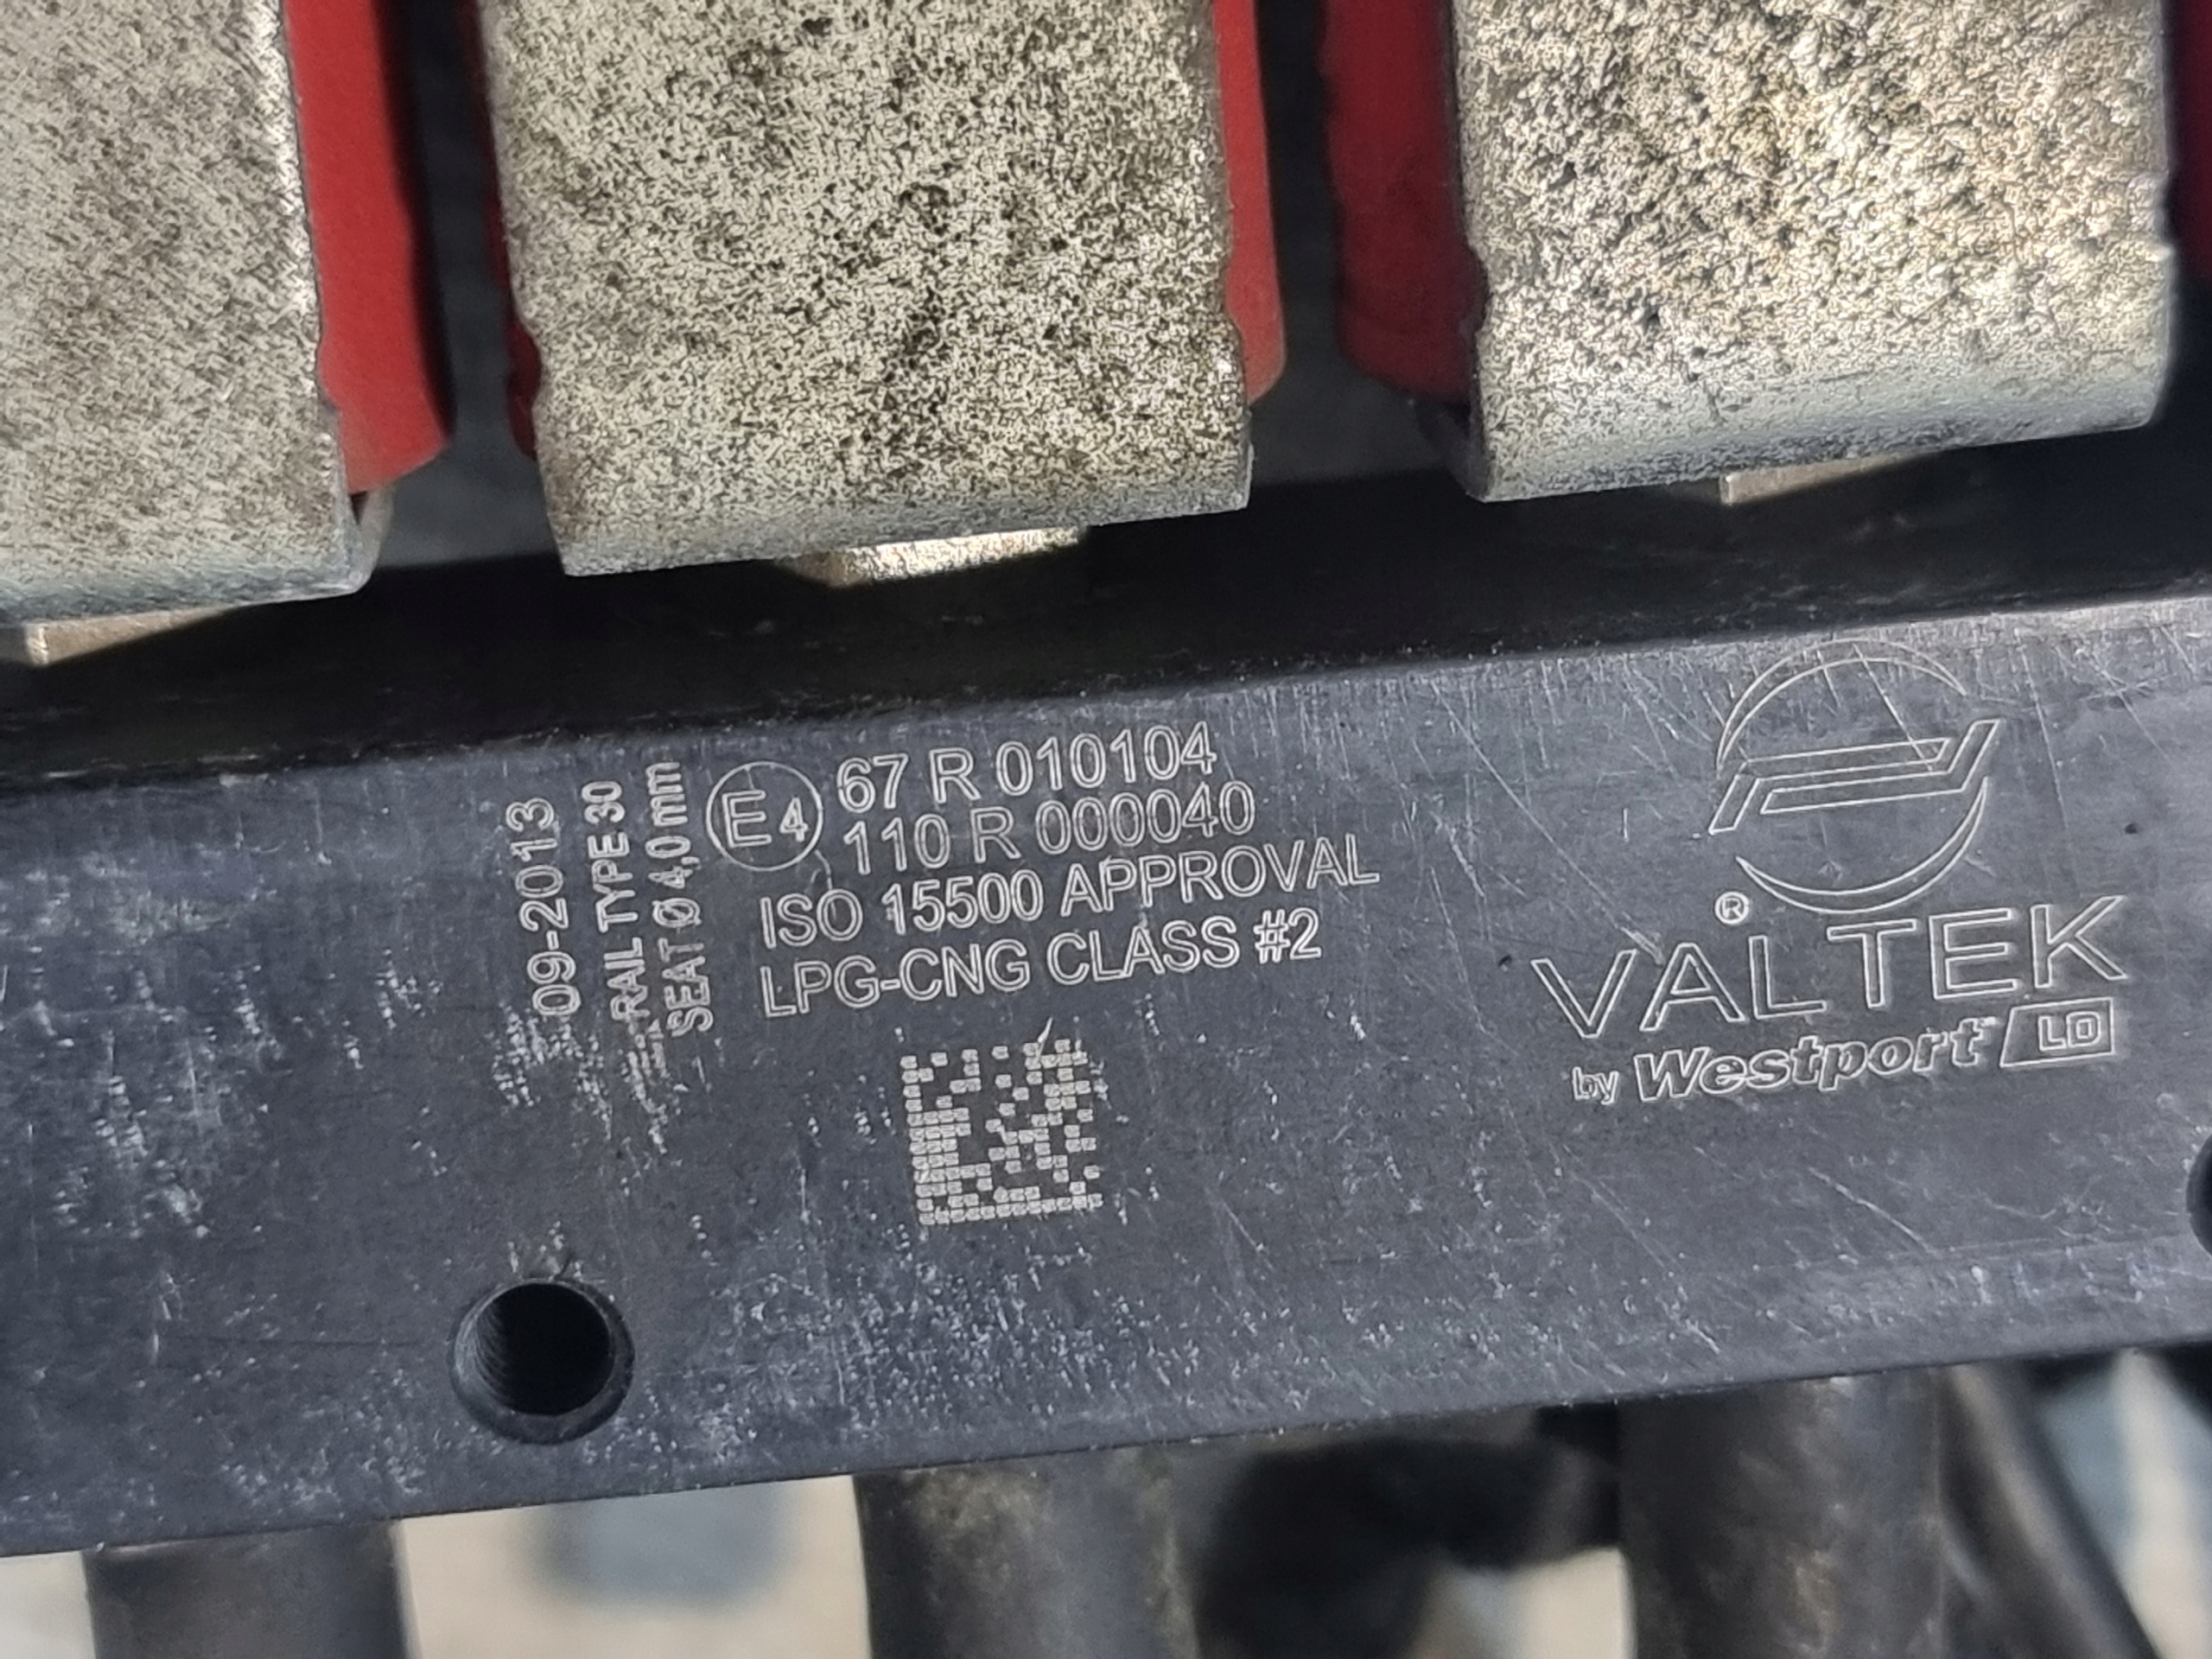 09-2013
RAIL TYPE 30
SEAT Ø 4,0 mm
E4
67 R 010104
110 R 000040
ISO 15500 APPROVAL
LPG-CNG CLASS #2
®
VALTEK
by Westport™ LD